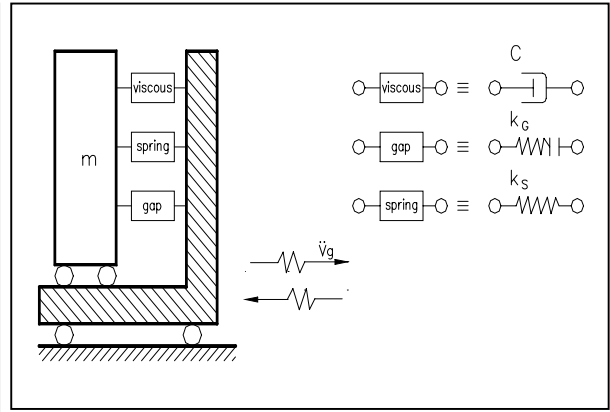 m
viscous
spring
gap
viscous ≡ C
gap ≡ k_G
spring ≡ k_S
V̈g